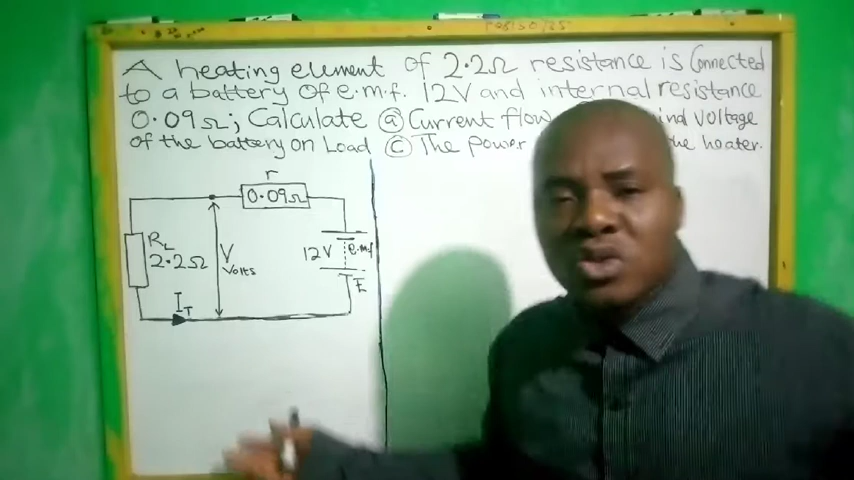 A heating element of 2.2Ω resistance is Connected
to a battery of e.m.f. 12V and internal resistance
0.09Ω; Calculate ⓐ Current flow ind voltage
of the battery on Load ⓒ The power the heater.
r
0.09Ω
RL
2.2Ω
V
Volts
12V
e.m.f
E
IT